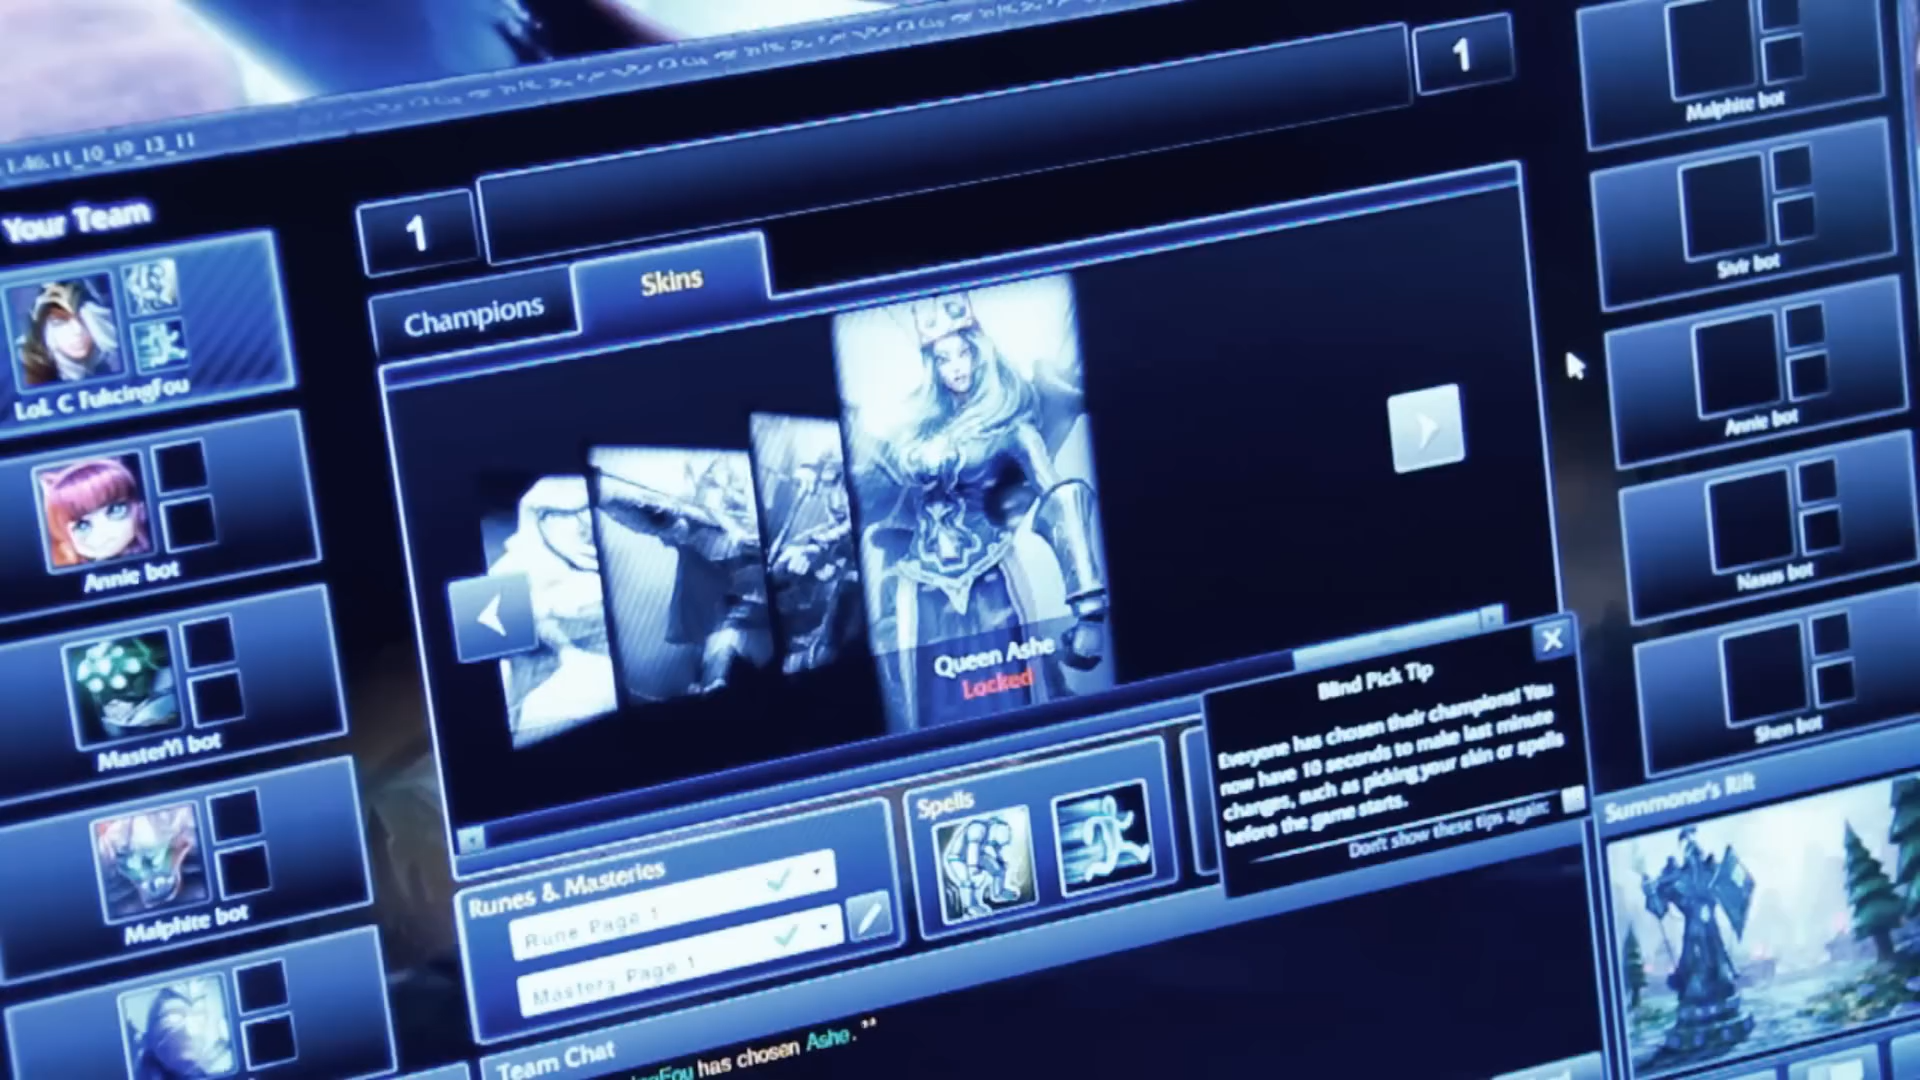 1.46.11_10_19_13_11
Your Team
1
1
Champions
Skins
LoL C FukcingFou
Annie bot
MasterYi bot
Malphite bot
Queen Ashe
Locked
Malphite bot
Sivir bot
Annie bot
Nasus bot
Shen bot
Blind Pick Tip
Everyone has chosen their champions! You
now have 10 seconds to make last minute
changes, such as picking your skin or spells
before the game starts.
Don't show these tips again:
Runes & Masteries
Rune Page 1
Mastery Page 1
Spells
Summoner's Rift
Team Chat
has chosen Ashe.**